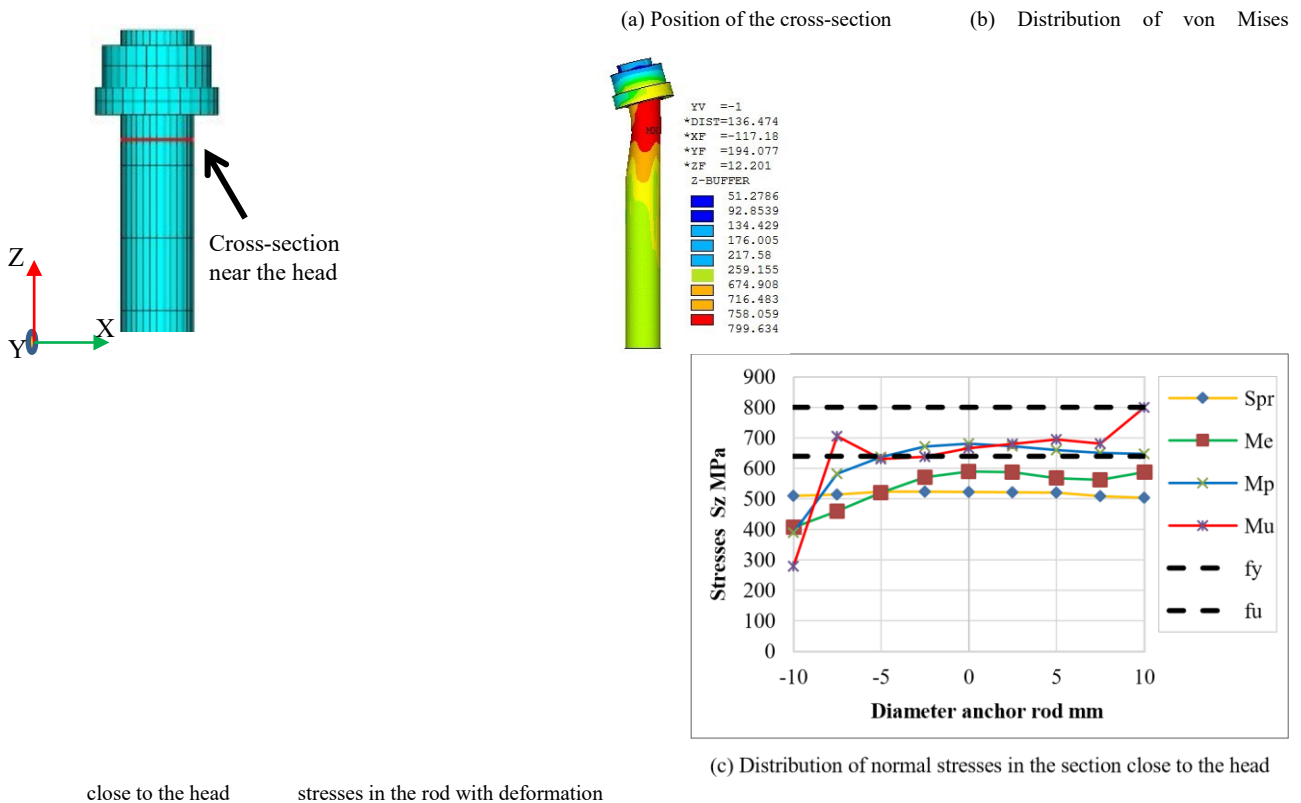 (a) Position of the cross-section
(b) Distribution of von Mises
Cross-section
near the head
Z
X
Y
YV =-1
*DIST=136.474
*XF =-117.18
*YF =194.077
*ZF =12.201
Z-BUFFER
51.2786
92.8539
134.429
176.005
217.58
259.155
674.908
716.483
758.059
799.634
MX
900
800
700
600
500
400
300
200
100
0
-10
-5
0
5
10
Stresses Sz MPa
Diameter anchor rod mm
Spr
Me
Mp
Mu
fy
fu
(c) Distribution of normal stresses in the section close to the head
close to the head
stresses in the rod with deformation